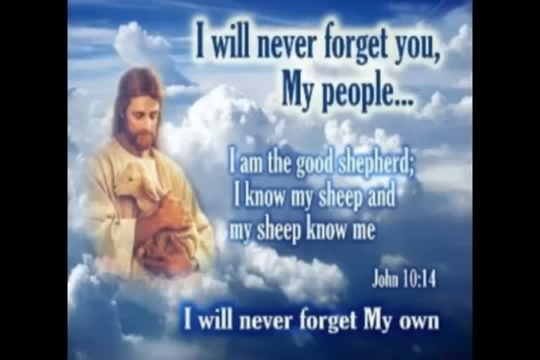 I will never forget you,
My people...
I am the good shepherd;
I know my sheep and
my sheep know me
John 10:14
I will never forget My own